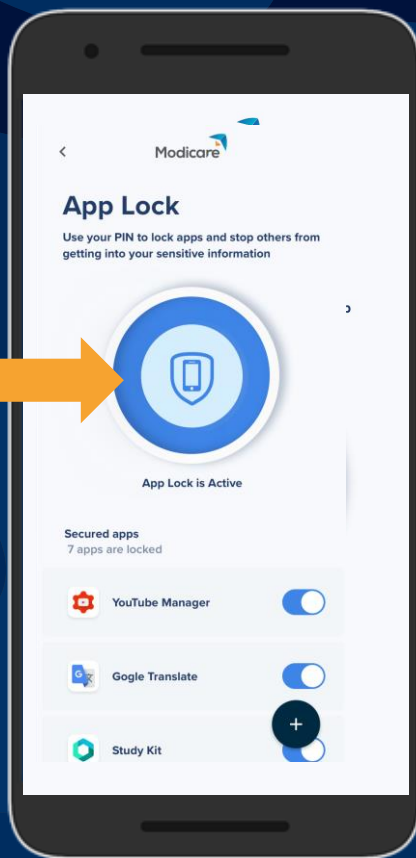 Modicare
App Lock
Use your PIN to lock apps and stop others from
getting into your sensitive information
App Lock is Active
Secured apps
7 apps are locked
YouTube Manager
Gogle Translate
Study Kit